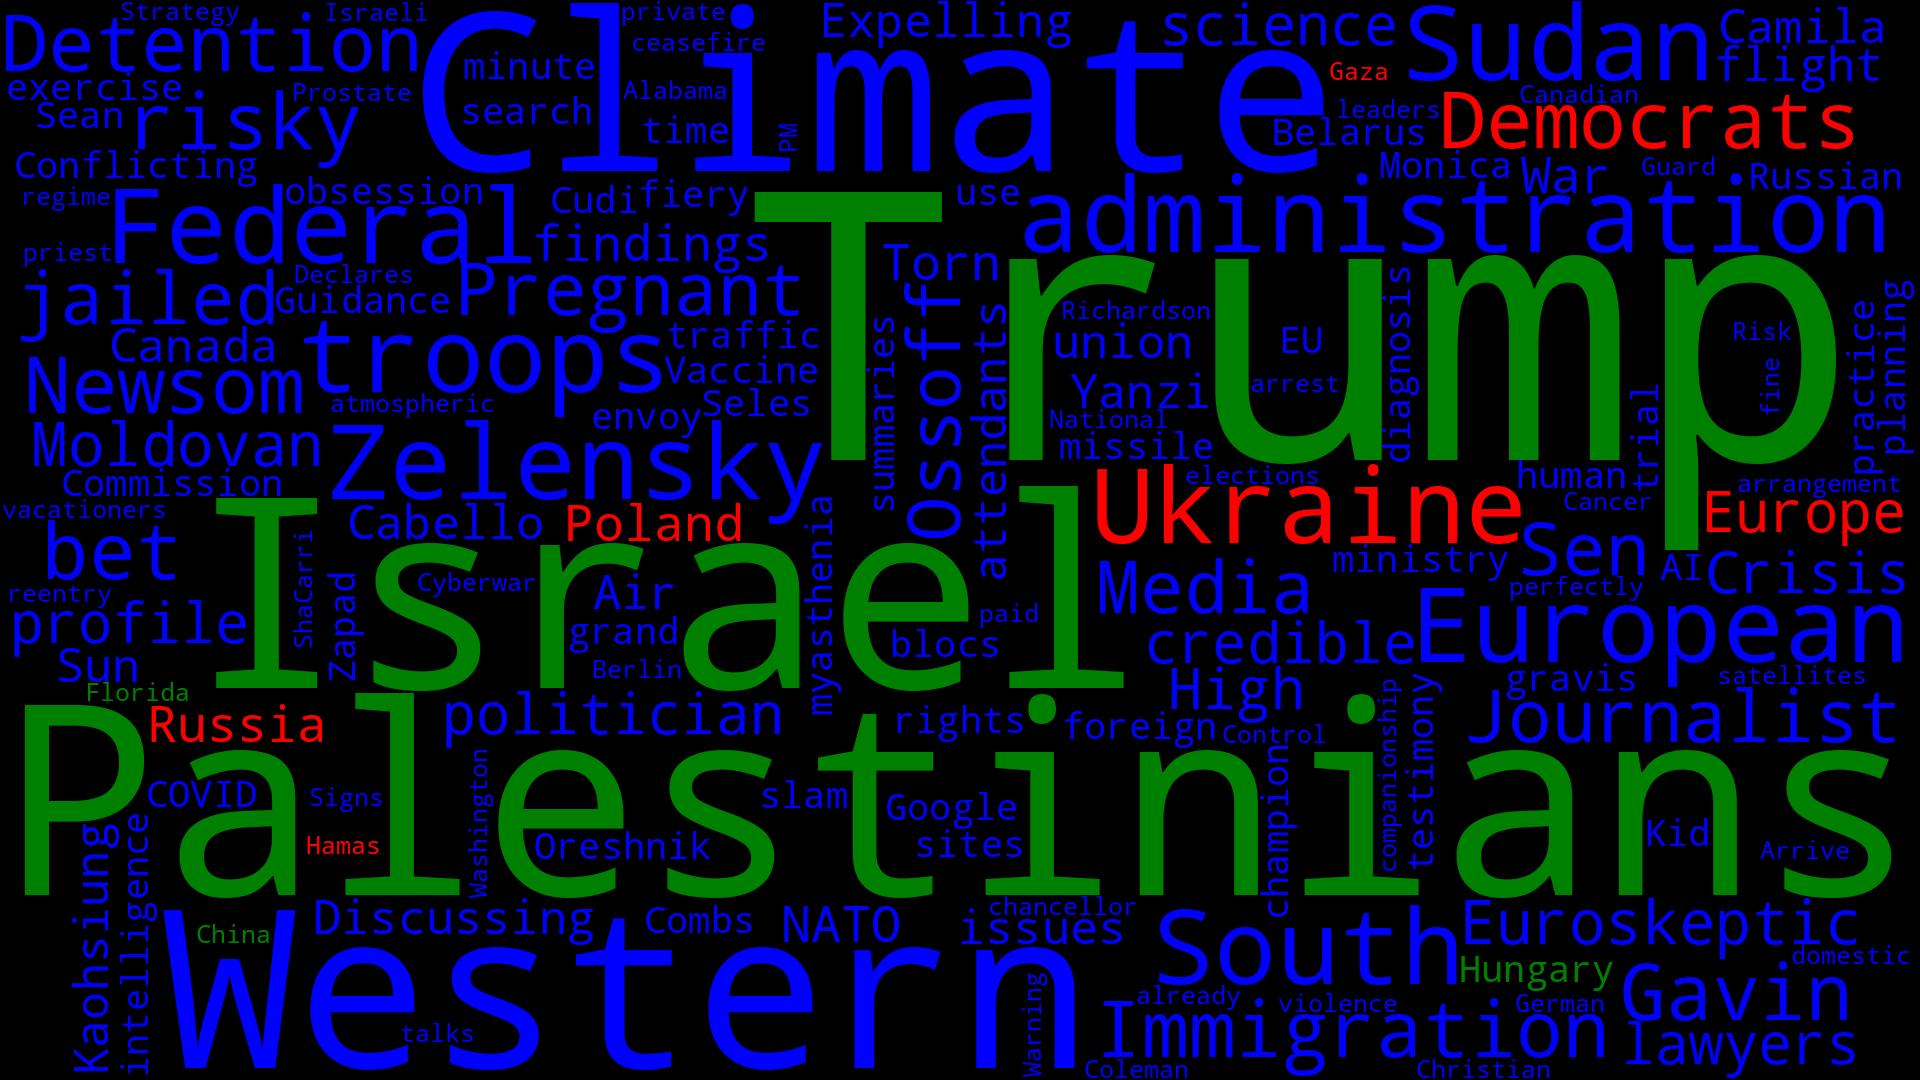 Strategy
Israeli
private
Detention
Climate
ceasefire
Expelling
science
Sudan
Camila
flight
exercise
minute
Gaza
Prostate
Alabama
Canadian
Sean
risky
search
time
PM
leaders
Belarus
Democrats
Conflicting
Monica
War
Guard
Russian
regime
Federal
obsession
Cudi
fiery
Trump
use
administration
priest
findings
Torn
jailed
Declares
Guidance
Pregnant
Ossoff
attendants
Richardson
diagnosis
practice
planning
Canada
troops
traffic
summaries
union
EU
Risk
Newsom
Vaccine
Yanzi
arrest
fine
atmospheric
envoy
Seles
National
trial
Moldovan
Zelensky
missile
Commission
Ukraine
elections
human
arrangement
vacationers
Cabello
Poland
myasthenia
Cancer
Europe
bet
Israel
ShaCarri
Zapad
Cyberwar
Air
Media
ministry
Sen
AI
Crisis
reentry
perfectly
profile
grand
paid
blocs
credible
European
Sun
Berlin
High
gravis
satellites
Florida
Palestinians
Russia
politician
rights
foreign
Control
companionship
testimony
Journalist
COVID
Signs
Washington
slam
Google
champion
Hamas
Oreshnik
sites
Kid
Arrive
Kaohsiung
intelligence
China
Western
Discussing
Combs
NATO
chancellor
issues
South
Euroskeptic
Hungary
domestic
talks
Warning
already
violence
German
Gavin
Immigration
lawyers
Coleman
Christian